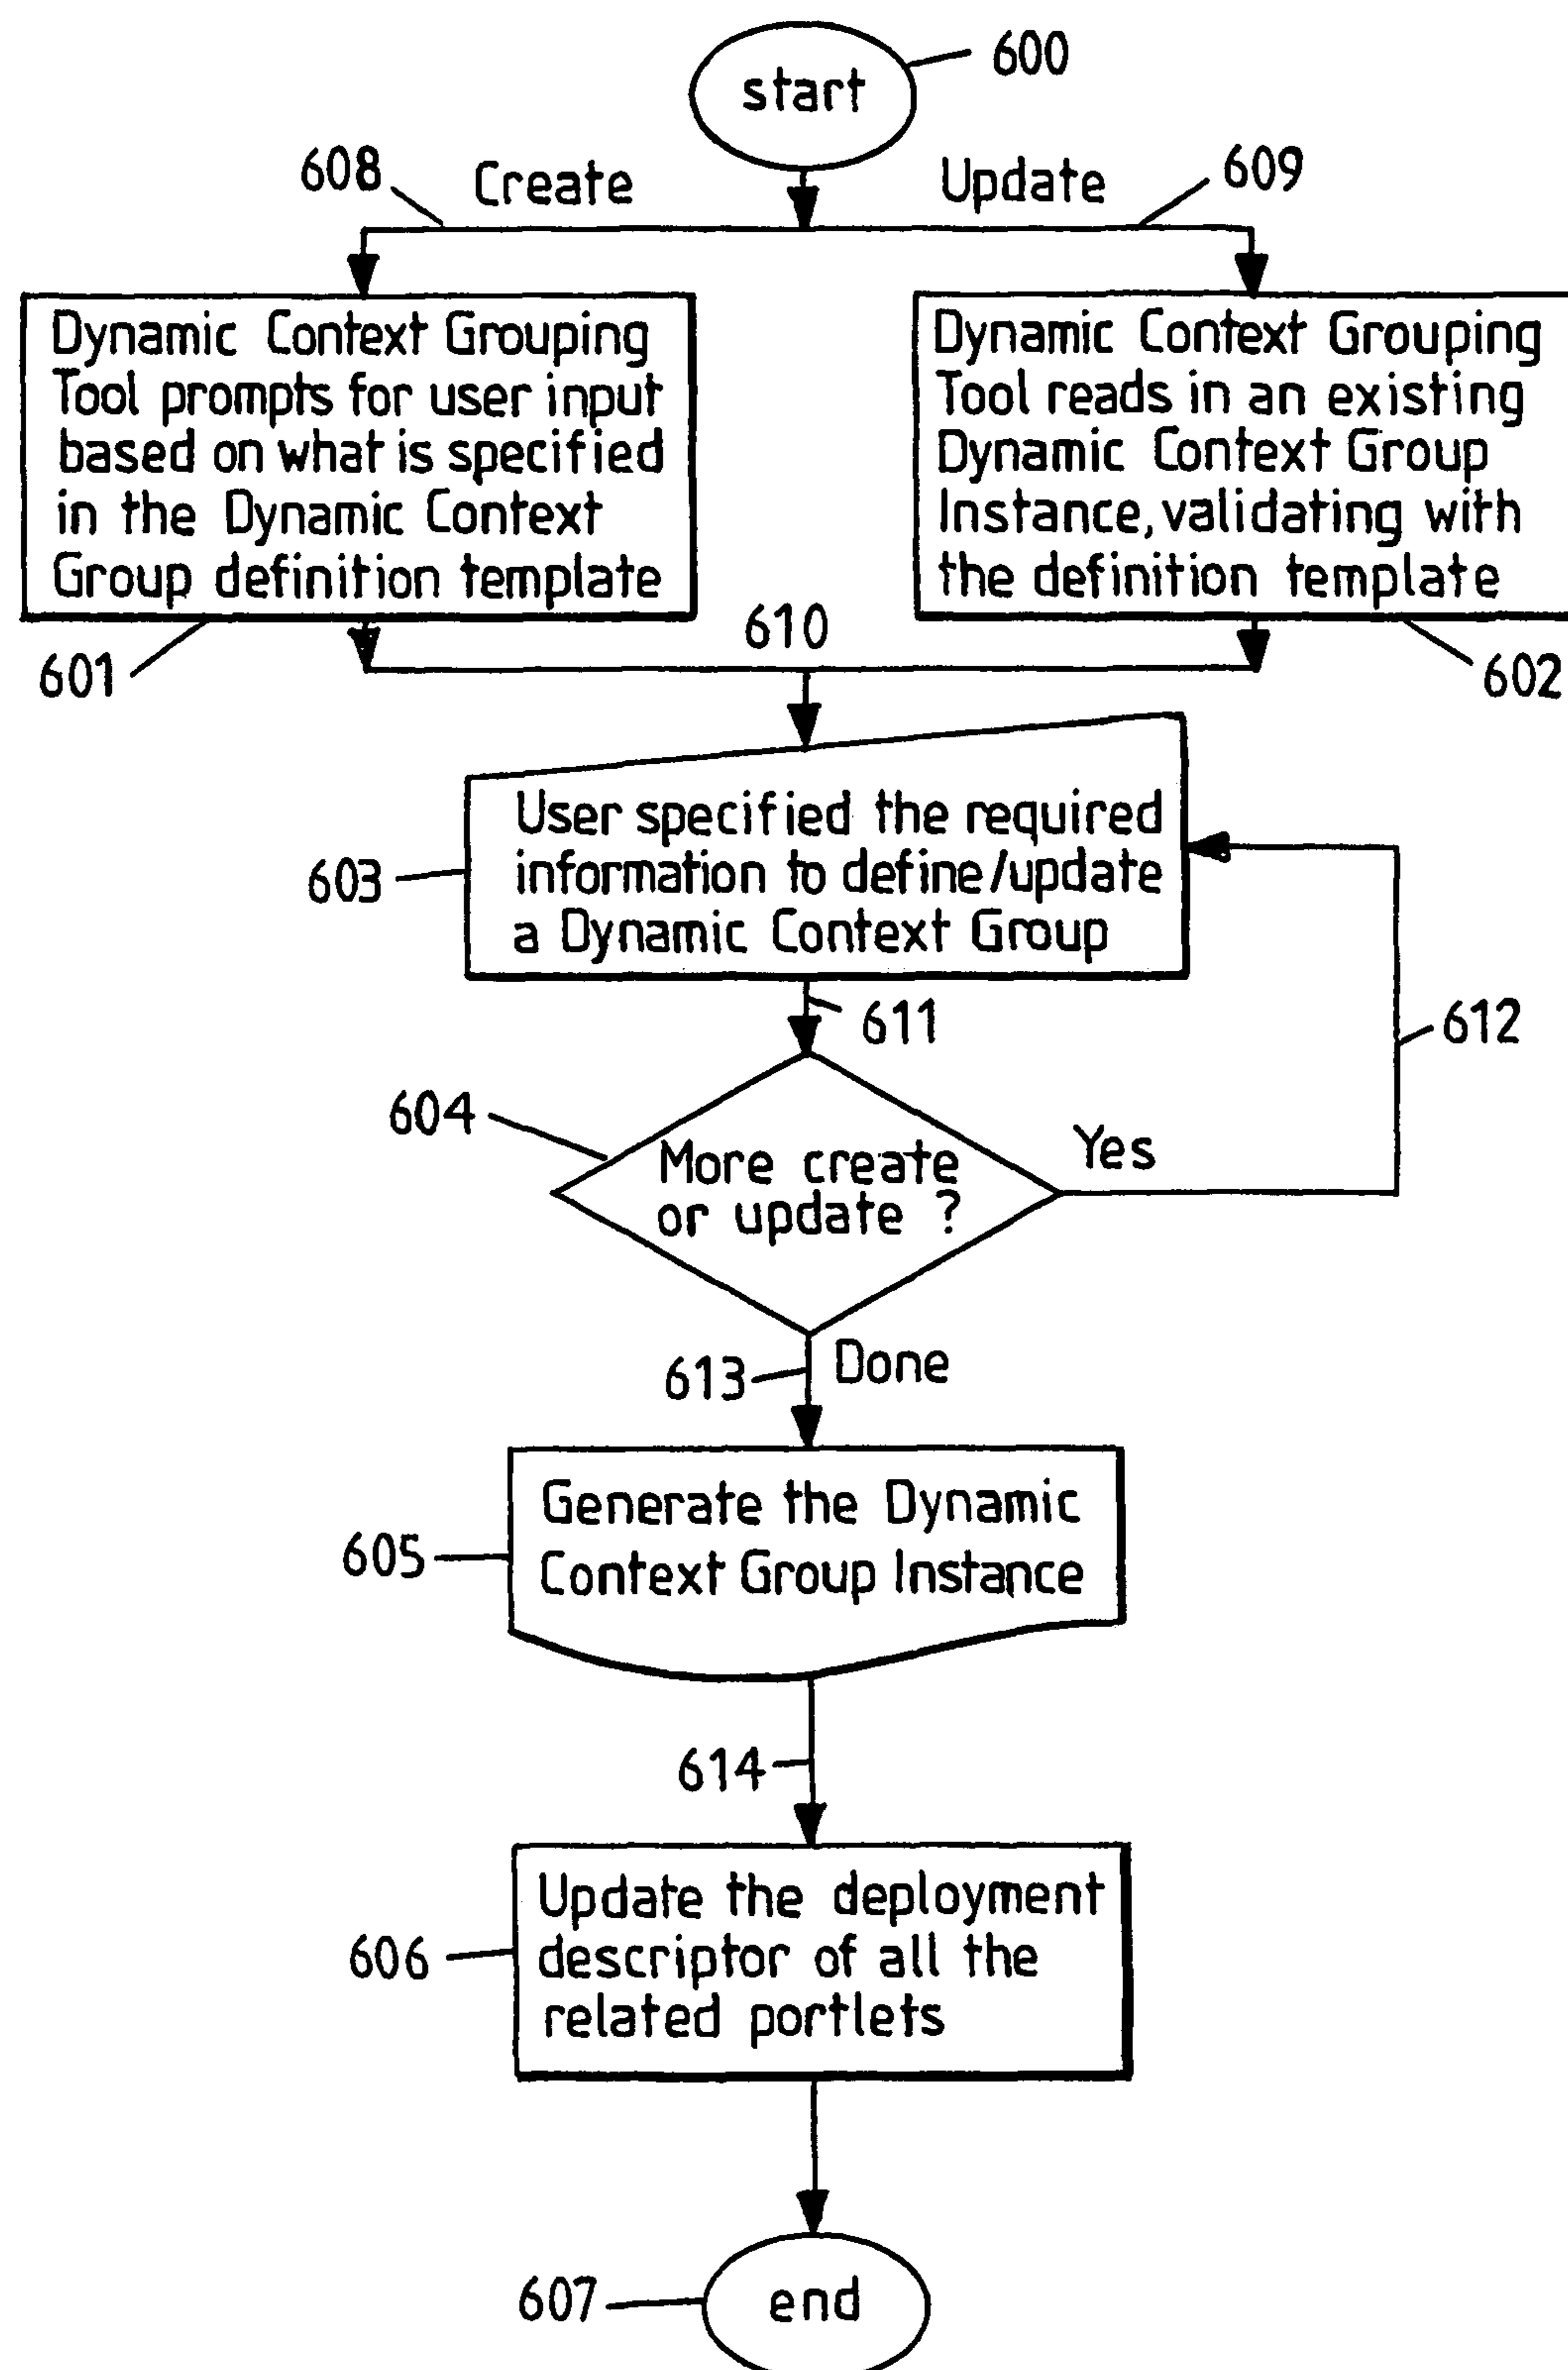 start
600
608
Create
Update
609
Dynamic Context Grouping
Tool prompts for user input
based on what is specified
in the Dynamic Context
Group definition template
Dynamic Context Grouping
Tool reads in an existing
Dynamic Context Group
Instance, validating with
the definition template
601
610
602
User specified the required
information to define/update
a Dynamic Context Group
603
611
612
604
More create
or update ?
Yes
613
Done
Generate the Dynamic
Context Group Instance
605
614
Update the deployment
descriptor of all the
related portlets
606
607
end